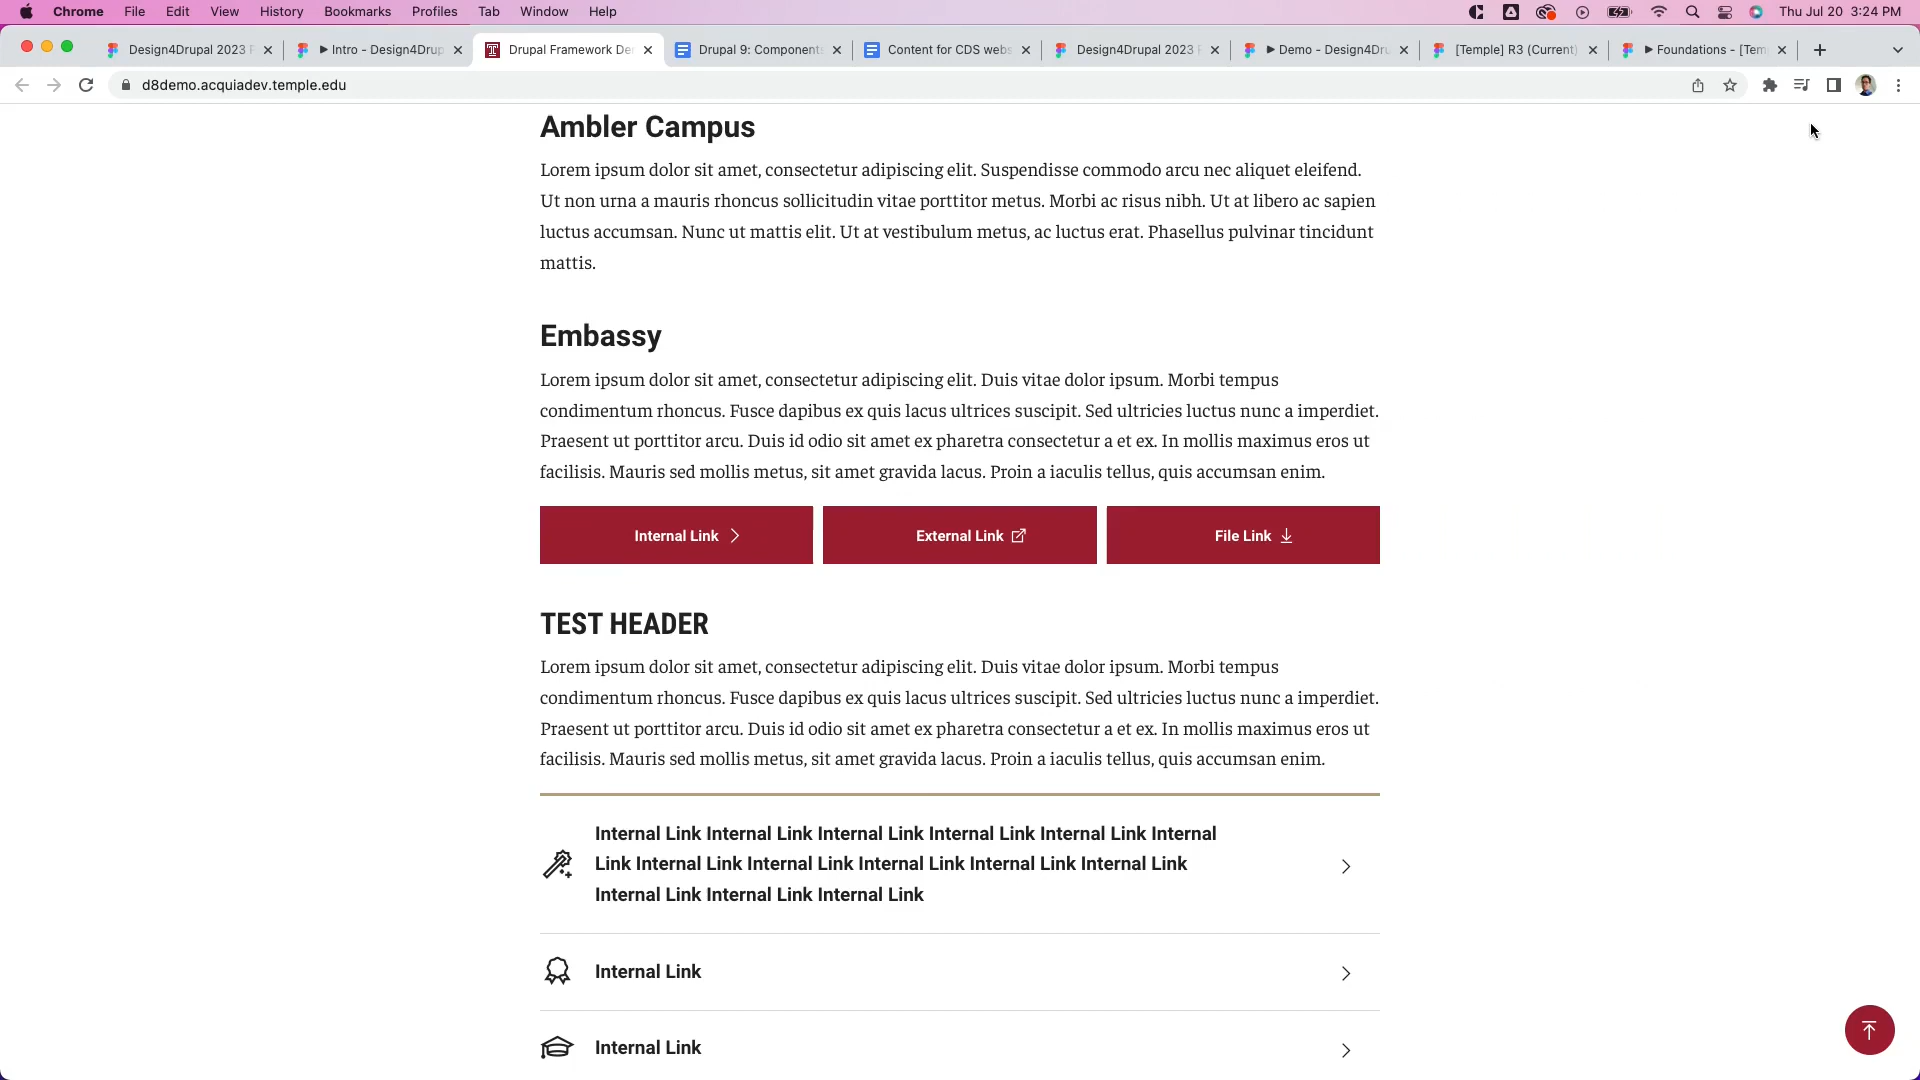 Chrome File Edit View History Bookmarks Profiles Tab Window Help Thu Jul 20 3:24 PM
Design4Drupal 2023 Intro - Design4Drup Drupal Framework De Drupal 9: Component Content for CDS webs Design4Drupal 2023 Demo - Design4Dru [Temple] R3 (Current) Foundations - [Tem
d8demo.acquiadev.temple.edu
Ambler Campus
Lorem ipsum dolor sit amet, consectetur adipiscing elit. Suspendisse commodo arcu nec aliquet eleifend.
Ut non urna a mauris rhoncus sollicitudin vitae porttitor metus. Morbi ac risus nibh. Ut at libero ac sapien
luctus accumsan. Nunc ut mattis elit. Ut at vestibulum metus, ac luctus erat. Phasellus pulvinar tincidunt
mattis.
Embassy
Lorem ipsum dolor sit amet, consectetur adipiscing elit. Duis vitae dolor ipsum. Morbi tempus
condimentum rhoncus. Fusce dapibus ex quis lacus ultrices suscipit. Sed ultricies luctus nunc a imperdiet.
Praesent ut porttitor arcu. Duis id odio sit amet ex pharetra consectetur a et ex. In mollis maximus eros ut
facilisis. Mauris sed mollis metus, sit amet gravida lacus. Proin a iaculis tellus, quis accumsan enim.
Internal Link External Link File Link
TEST HEADER
Lorem ipsum dolor sit amet, consectetur adipiscing elit. Duis vitae dolor ipsum. Morbi tempus
condimentum rhoncus. Fusce dapibus ex quis lacus ultrices suscipit. Sed ultricies luctus nunc a imperdiet.
Praesent ut porttitor arcu. Duis id odio sit amet ex pharetra consectetur a et ex. In mollis maximus eros ut
facilisis. Mauris sed mollis metus, sit amet gravida lacus. Proin a iaculis tellus, quis accumsan enim.
Internal Link Internal Link Internal Link Internal Link Internal Link Internal
Link Internal Link Internal Link Internal Link Internal Link Internal Link
Internal Link Internal Link Internal Link
Internal Link
Internal Link